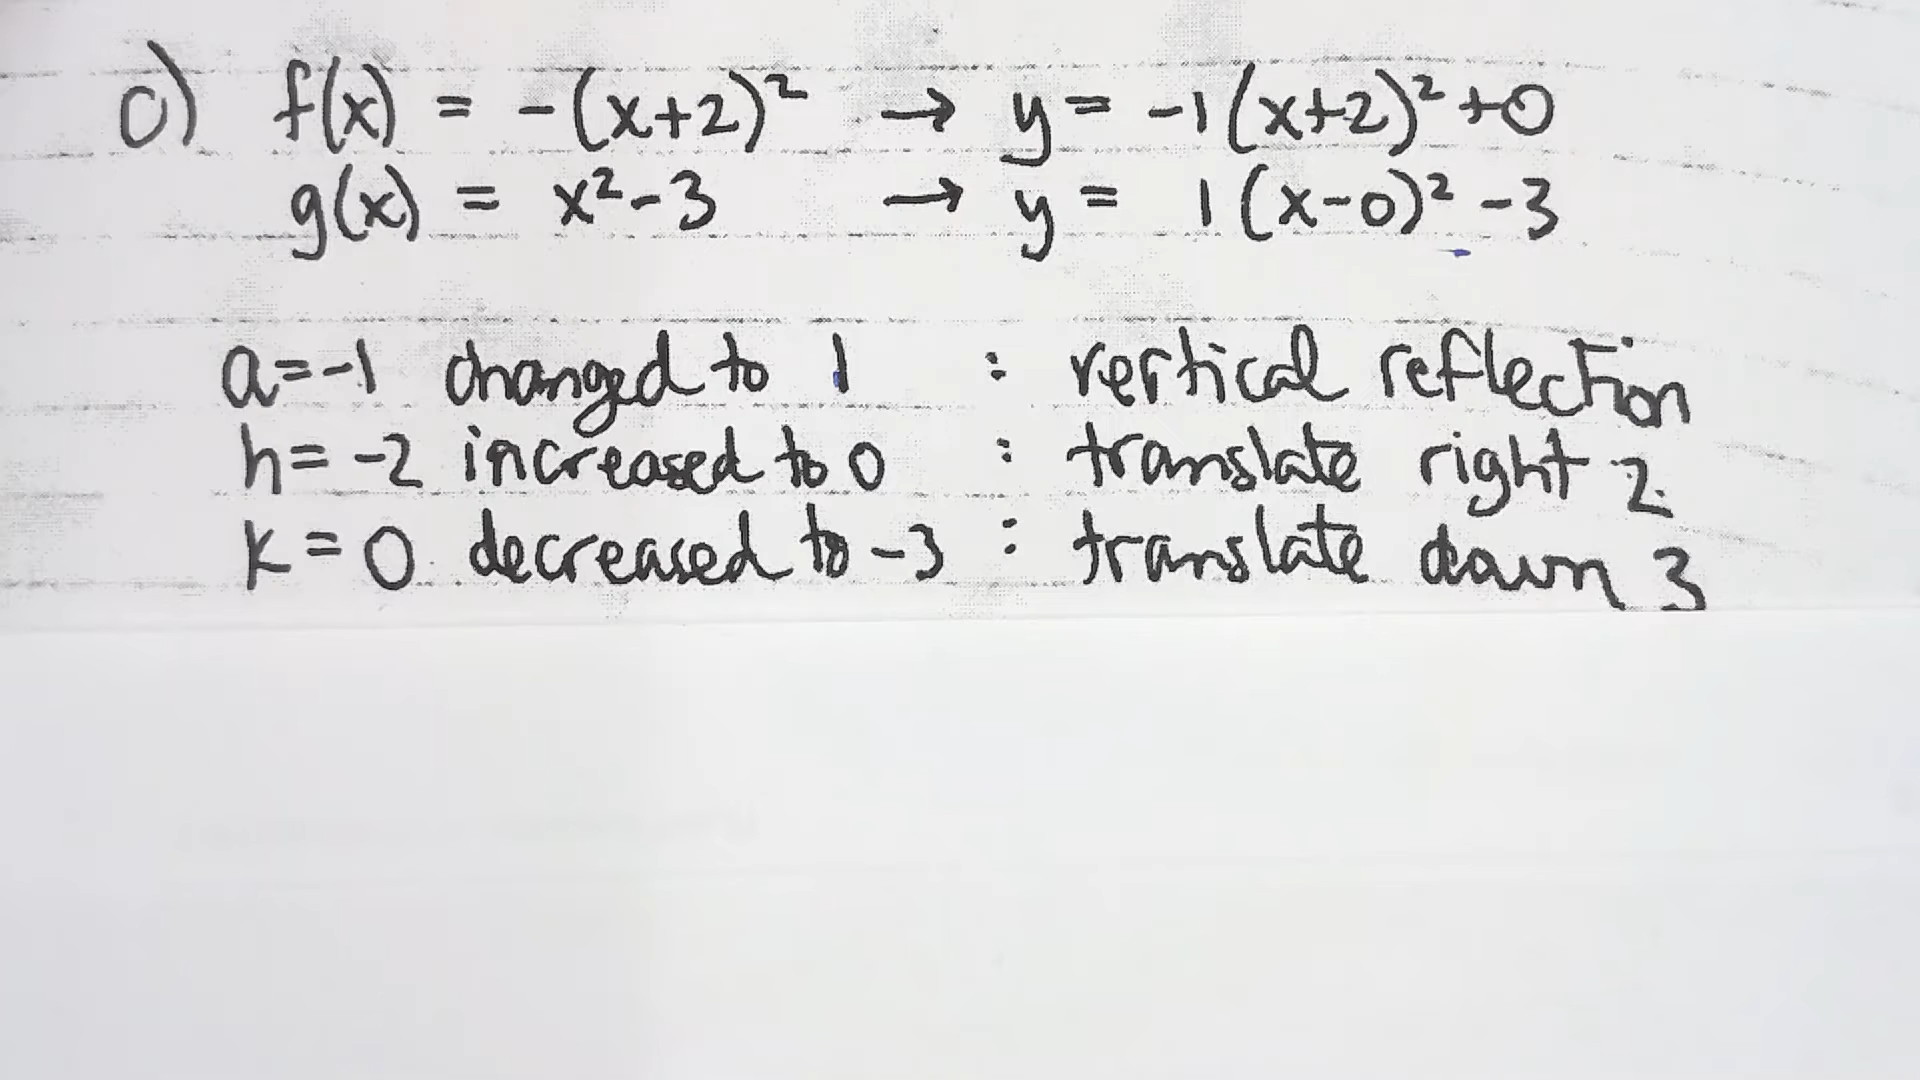 c) f(x) = -(x+2)² → y = -1(x+2)² +0
g(x) = x²-3 → y = 1(x-0)² -3
a=-1 changed to 1 : vertical reflection
h= -2 increased to 0 : translate right 2
k=0 decreased to -3 : translate down 3